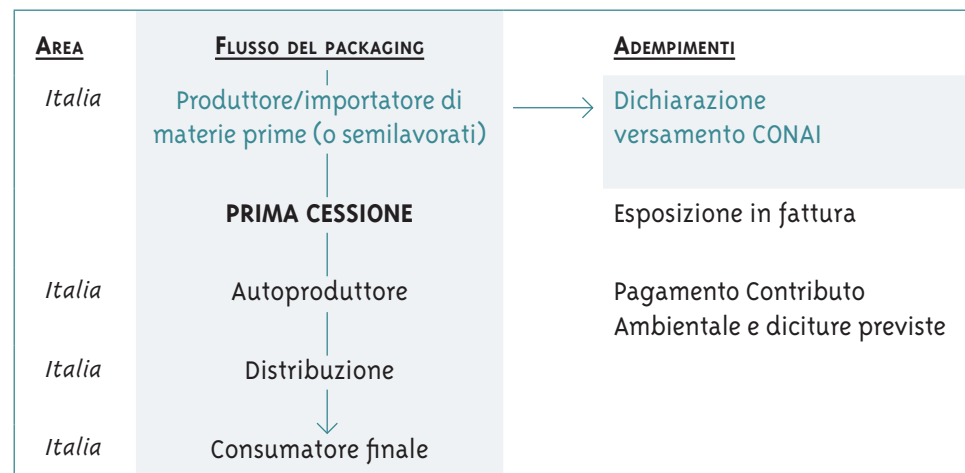 Area Flusso del packaging Adempimenti
Italia Produttore/importatore di Dichiarazione
materie prime (o semilavorati) versamento CONAI
PRIMA CESSIONE Esposizione in fattura
Italia Autoproduttore Pagamento Contributo
Ambientale e diciture previste
Italia Distribuzione
Italia Consumatore finale